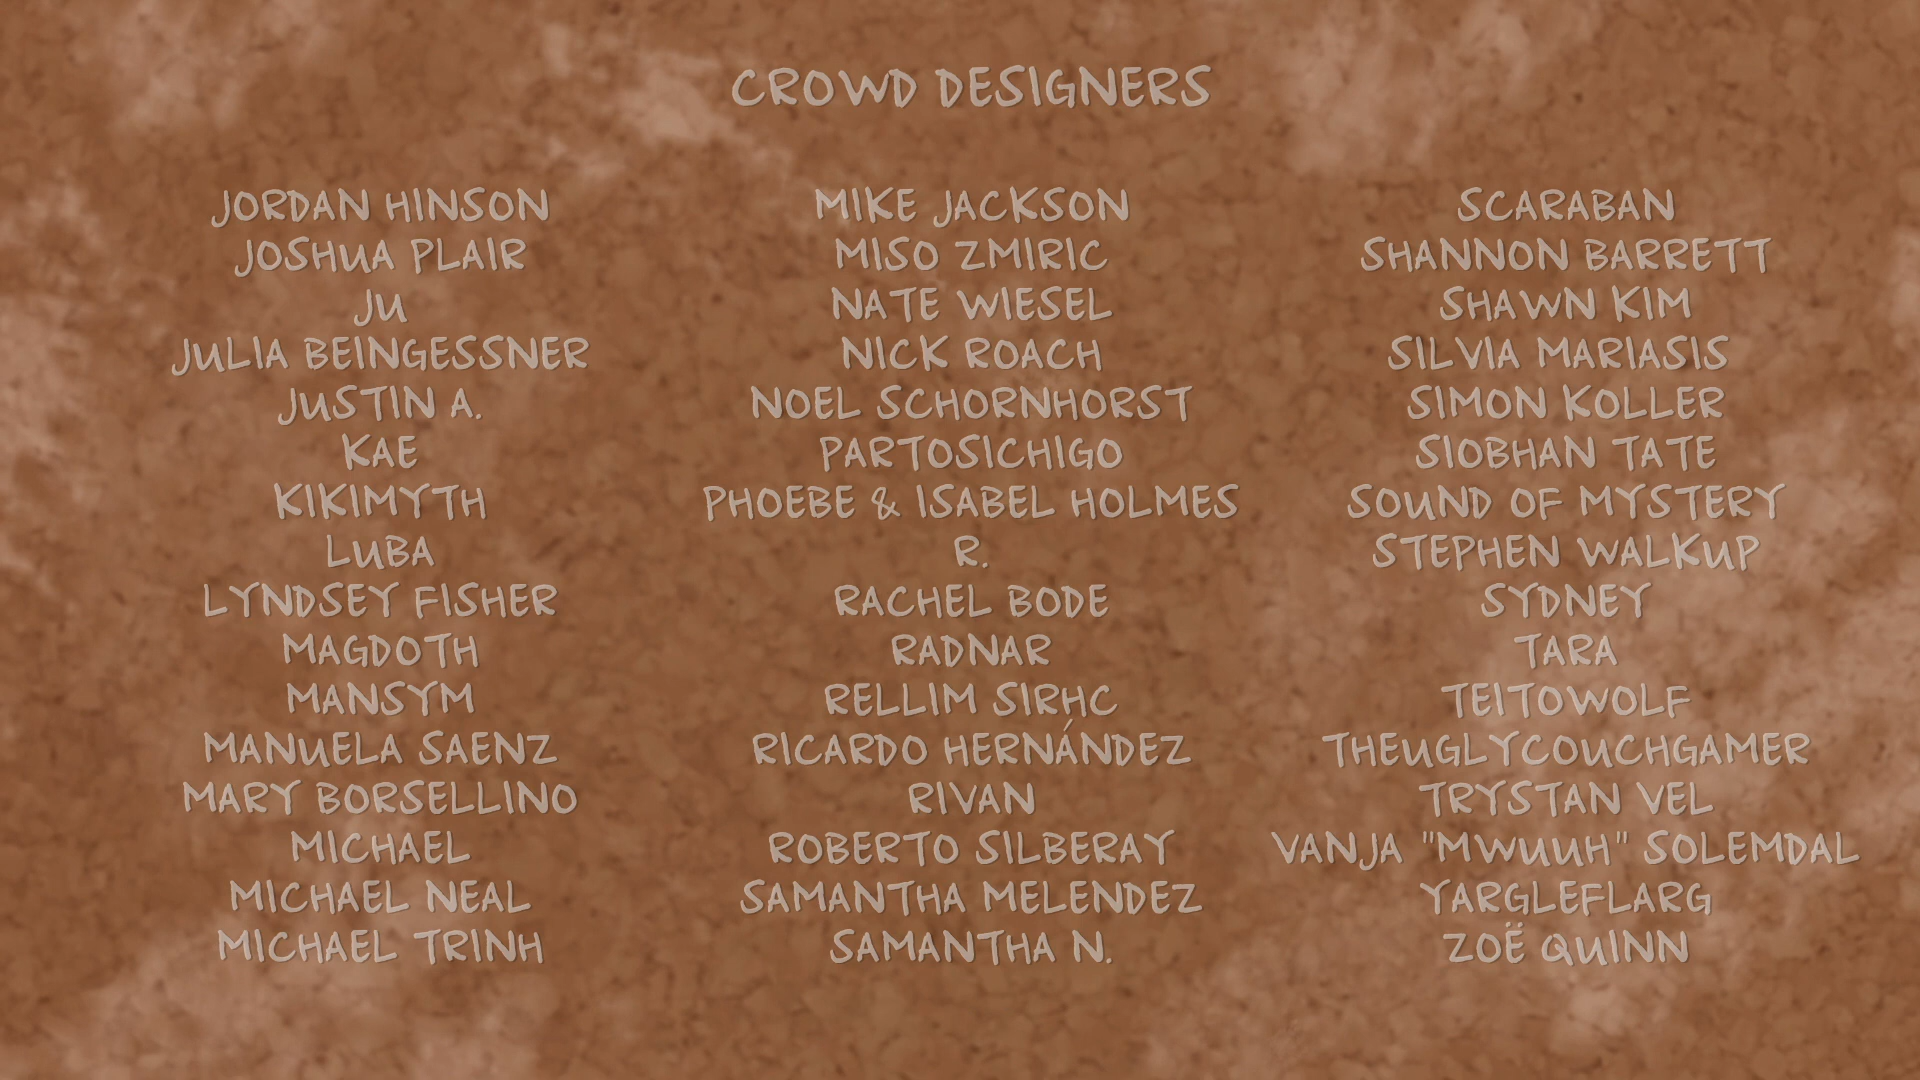 CROWD DESIGNERS
JORDAN HINSON
JOSHUA PLAIR
JU
JULIA BEINGESSNER
JUSTIN A.
KAE
KIKIMYTH
LUBA
LYNDSEY FISHER
MAGDOTH
MANSYM
MANUELA SAENZ
MARY BORSELLINO
MICHAEL
MICHAEL NEAL
MICHAEL TRINH
MIKE JACKSON
MISO ZMIRIC
NATE WIESEL
NICK ROACH
NOEL SCHORNHORST
PARTOSICHIGO
PHOEBE & ISABEL HOLMES
R.
RACHEL BODE
RADNAR
RELLIM SIRHC
RICARDO HERNÁNDEZ
RIVAN
ROBERTO SILBERAY
SAMANTHA MELENDEZ
SAMANTHA N.
SCARABAN
SHANNON BARRETT
SHAWN KIM
SILVIA MARIASIS
SIMON KOLLER
SIOBHAN TATE
SOUND OF MYSTERY
STEPHEN WALKUP
SYDNEY
TARA
TEITOWOLF
THEUGLYCOUCHGAMER
TRYSTAN VEL
VANJA "MWUUH" SOLEMDAL
YARGLEFLARG
ZOË QUINN